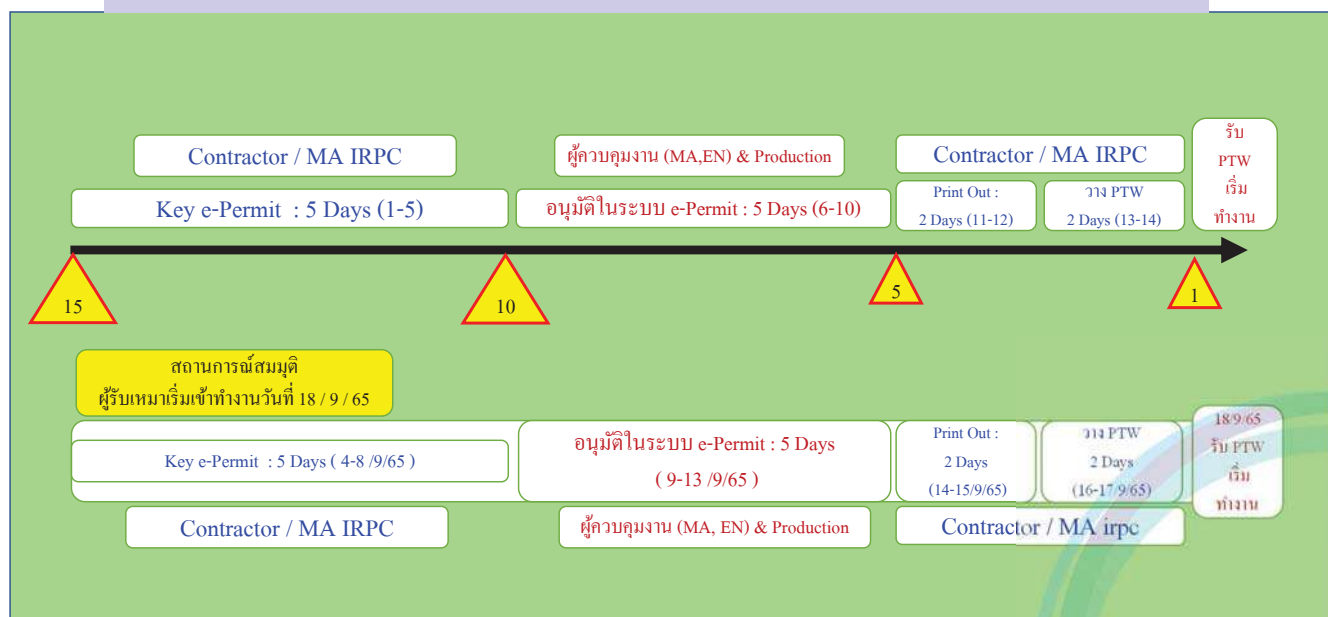 Contractor / MA IRPC
ผู้ควบคุมงาน (MA,EN) & Production
Contractor / MA IRPC
รับ
PTW
เริ่ม
ทำงาน
Key e-Permit : 5 Days (1-5)
อนุมัติในระบบ e-Permit : 5 Days (6-10)
Print Out :
2 Days (11-12)
วาง PTW
2 Days (13-14)
15
10
5
1
สถานการณ์สมมุติ
ผู้รับเหมาเริ่มเข้าทำงานวันที่ 18 / 9 / 65
Key e-Permit : 5 Days ( 4-8 /9/65 )
อนุมัติในระบบ e-Permit : 5 Days
( 9-13 /9/65 )
Print Out :
2 Days
(14-15/9/65)
วาง PTW
2 Days
(16-17/9/65)
18/9/65
รับ PTW
เริ่ม
ทำงาน
Contractor / MA IRPC
ผู้ควบคุมงาน (MA, EN) & Production
Contractor / MA irpc